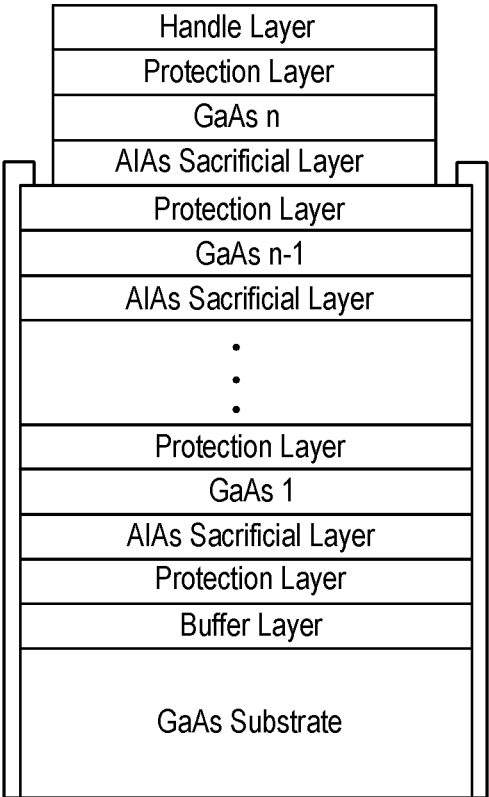 Handle Layer
Protection Layer
GaAs n
AlAs Sacrificial Layer
Protection Layer
GaAs n-1
AlAs Sacrificial Layer
Protection Layer
GaAs 1
AlAs Sacrificial Layer
Protection Layer
Buffer Layer
GaAs Substrate